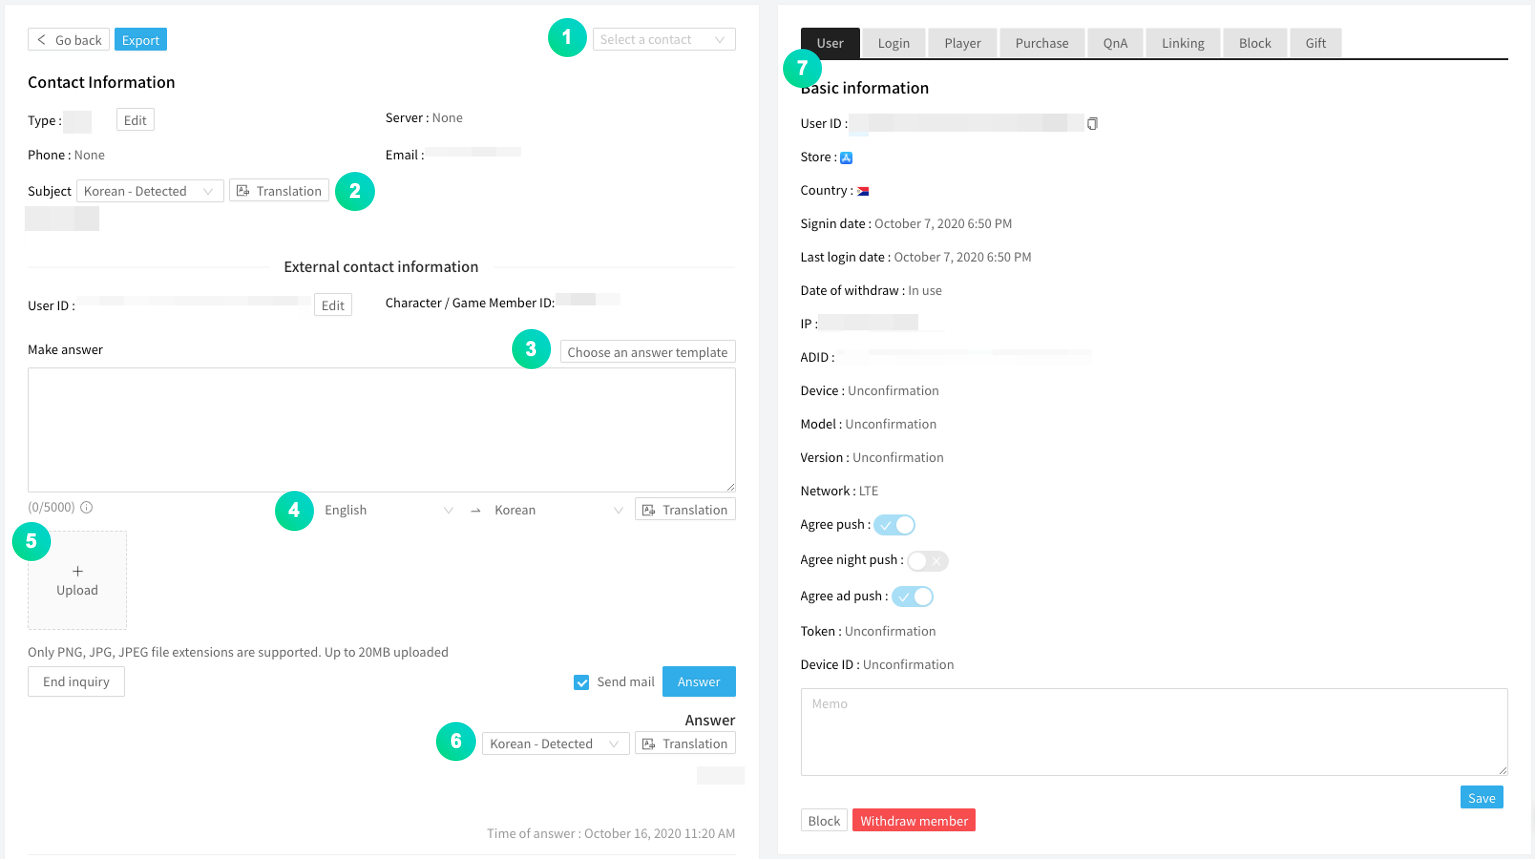 Go back
Export
1
Select a contact
Contact Information
Type :
Edit
Server : None
Phone : None
Email :
Subject
Korean - Detected
Translation
2
External contact information
User ID :
Edit
Character / Game Member ID:
Make answer
3
Choose an answer template
(0/5000)
4
English
→
Korean
Translation
5
+
Upload
Only PNG, JPG, JPEG file extensions are supported. Up to 20MB uploaded
End inquiry
Send mail
Answer
Answer
6
Korean - Detected
Translation
Time of answer : October 16, 2020 11:20 AM
User
Login
Player
Purchase
QnA
Linking
Block
Gift
7
Basic information
User ID :
Store :
Country :
Signin date : October 7, 2020 6:50 PM
Last login date : October 7, 2020 6:50 PM
Date of withdraw : In use
IP :
ADID :
Device : Unconfirmation
Model : Unconfirmation
Version : Unconfirmation
Network : LTE
Agree push :
Agree night push :
Agree ad push :
Token : Unconfirmation
Device ID : Unconfirmation
Memo
Save
Block
Withdraw member